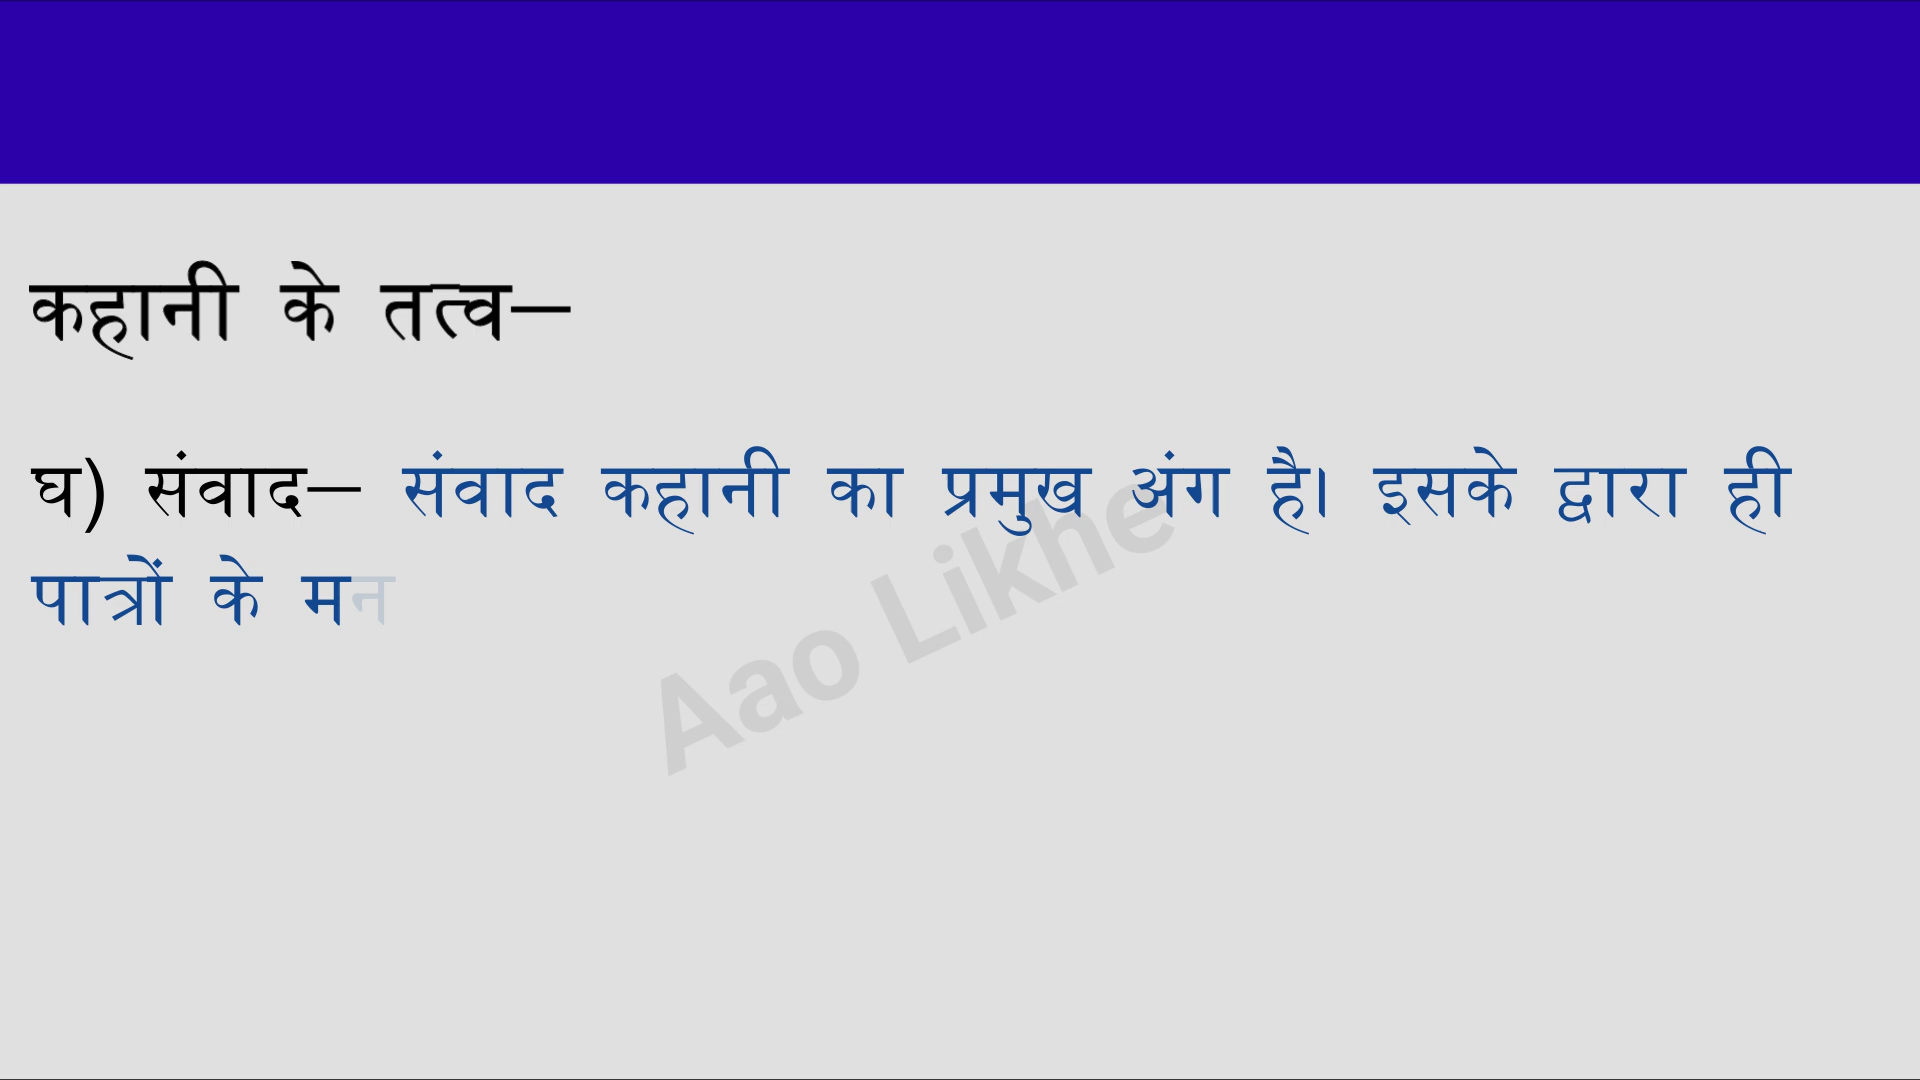 कहानी के तत्व–
घ) संवाद– संवाद कहानी का प्रमुख अंग है। इसके द्वारा ही
पात्रों के मन
Aao Likhe